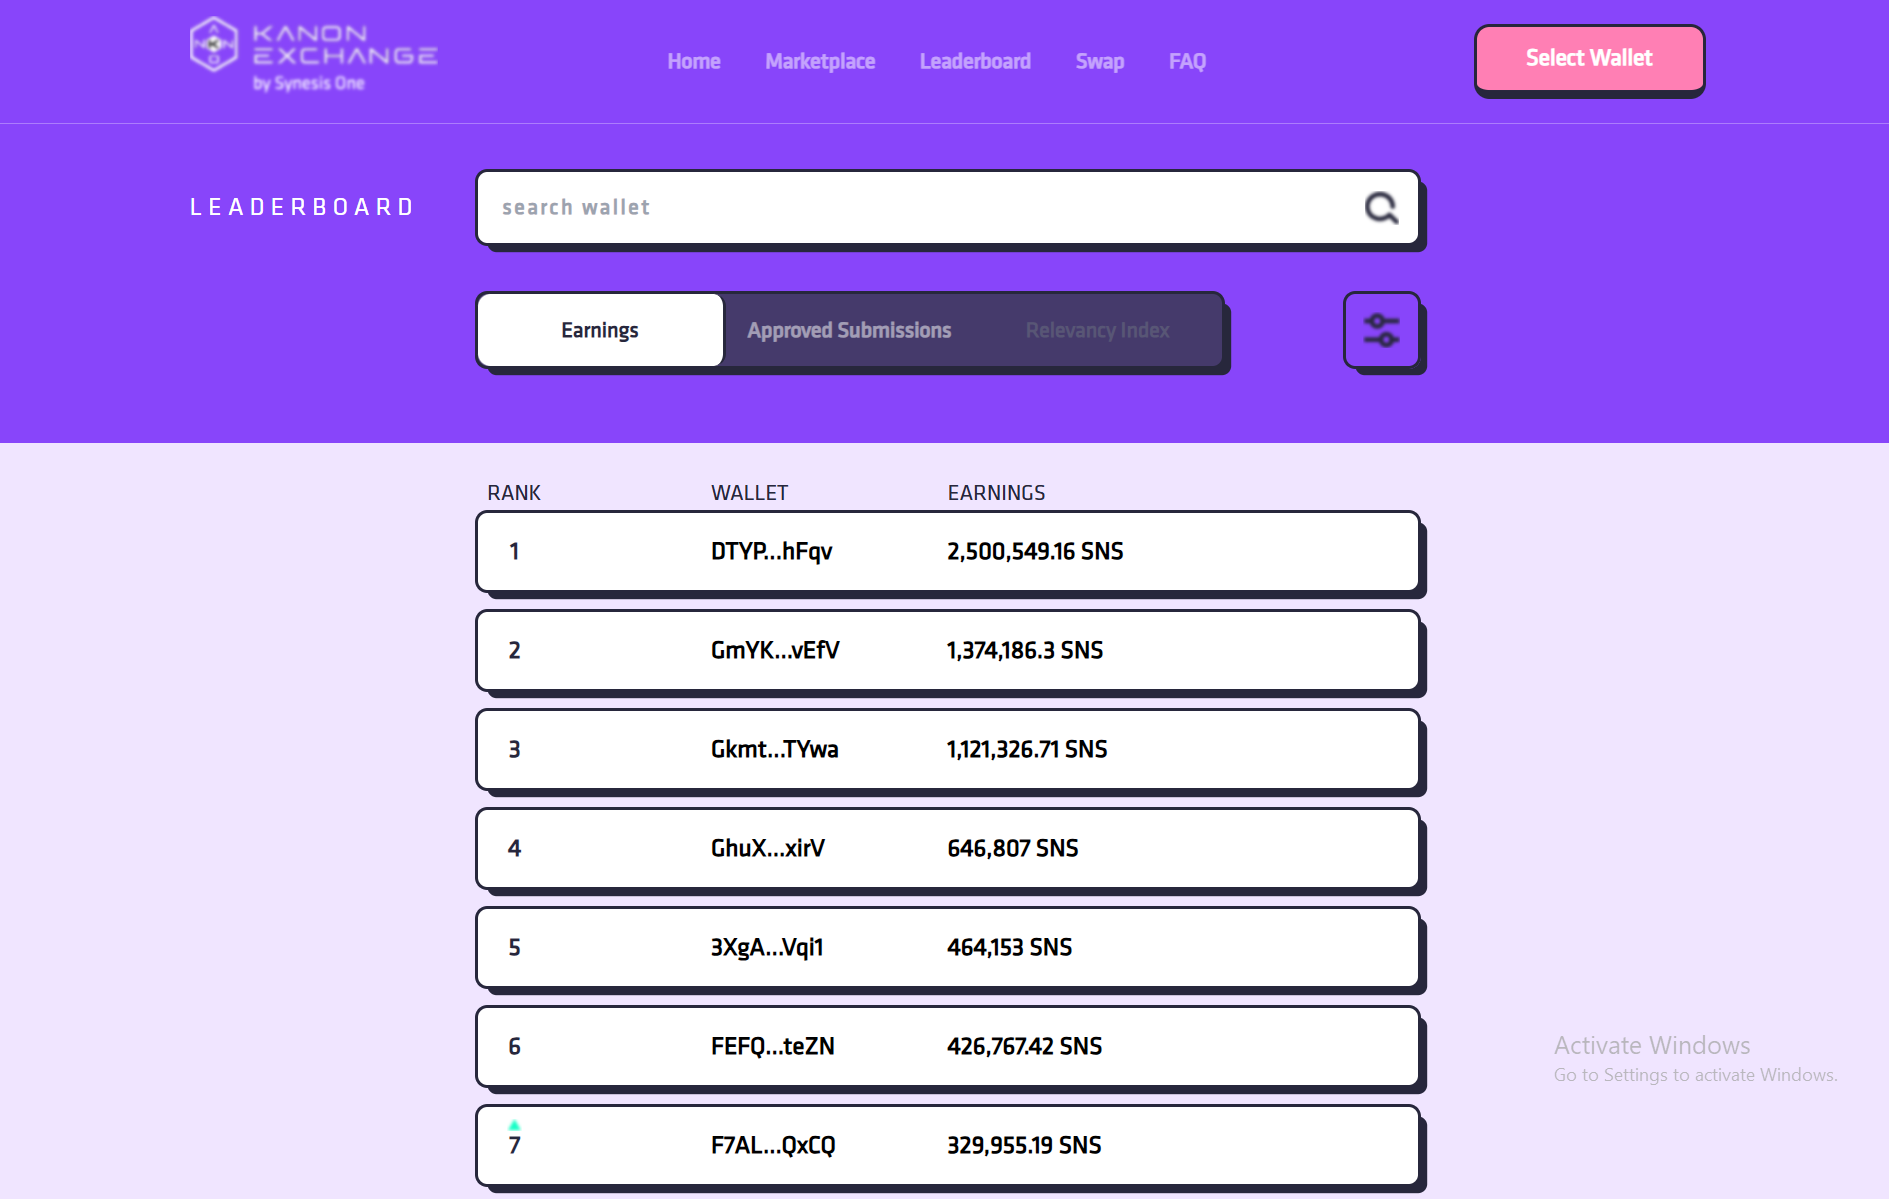 KANON
EXCHANGE
by Synesis One
Home Marketplace Leaderboard Swap FAQ
Select Wallet
LEADERBOARD
search wallet
Earnings Approved Submissions Relevancy Index
RANK WALLET EARNINGS
1 DTYP...hFqv 2,500,549.16 SNS
2 GmYK...vEfV 1,374,186.3 SNS
3 Gkmt...TYwa 1,121,326.71 SNS
4 GhuX...xirV 646,807 SNS
5 3XgA...Vqi1 464,153 SNS
6 FEFQ...teZN 426,767.42 SNS
7 F7AL...QxCQ 329,955.19 SNS
Activate Windows
Go to Settings to activate Windows.